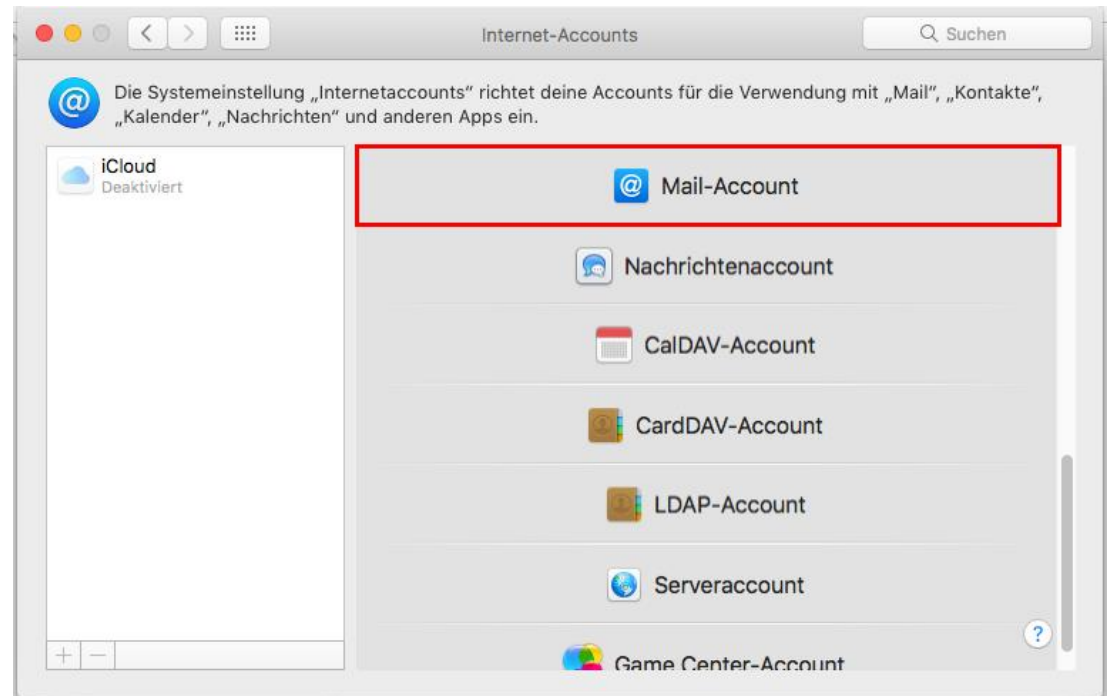 Internet-Accounts
Suchen
Die Systemeinstellung „Internetaccounts“ richtet deine Accounts für die Verwendung mit „Mail“, „Kontakte“,
„Kalender“, „Nachrichten“ und anderen Apps ein.
iCloud
Deaktiviert
Mail-Account
Nachrichtenaccount
CalDAV-Account
CardDAV-Account
LDAP-Account
Serveraccount
Game Center-Account
?